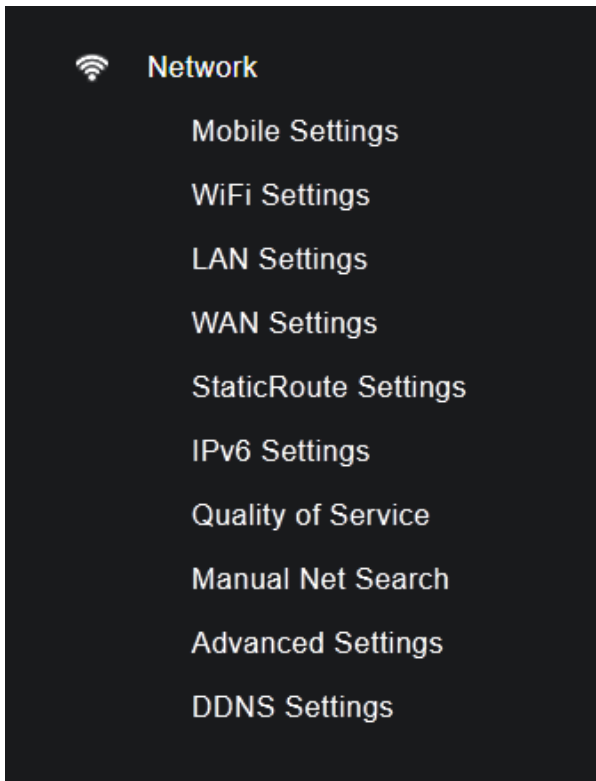 Network
Mobile Settings
WiFi Settings
LAN Settings
WAN Settings
StaticRoute Settings
IPv6 Settings
Quality of Service
Manual Net Search
Advanced Settings
DDNS Settings